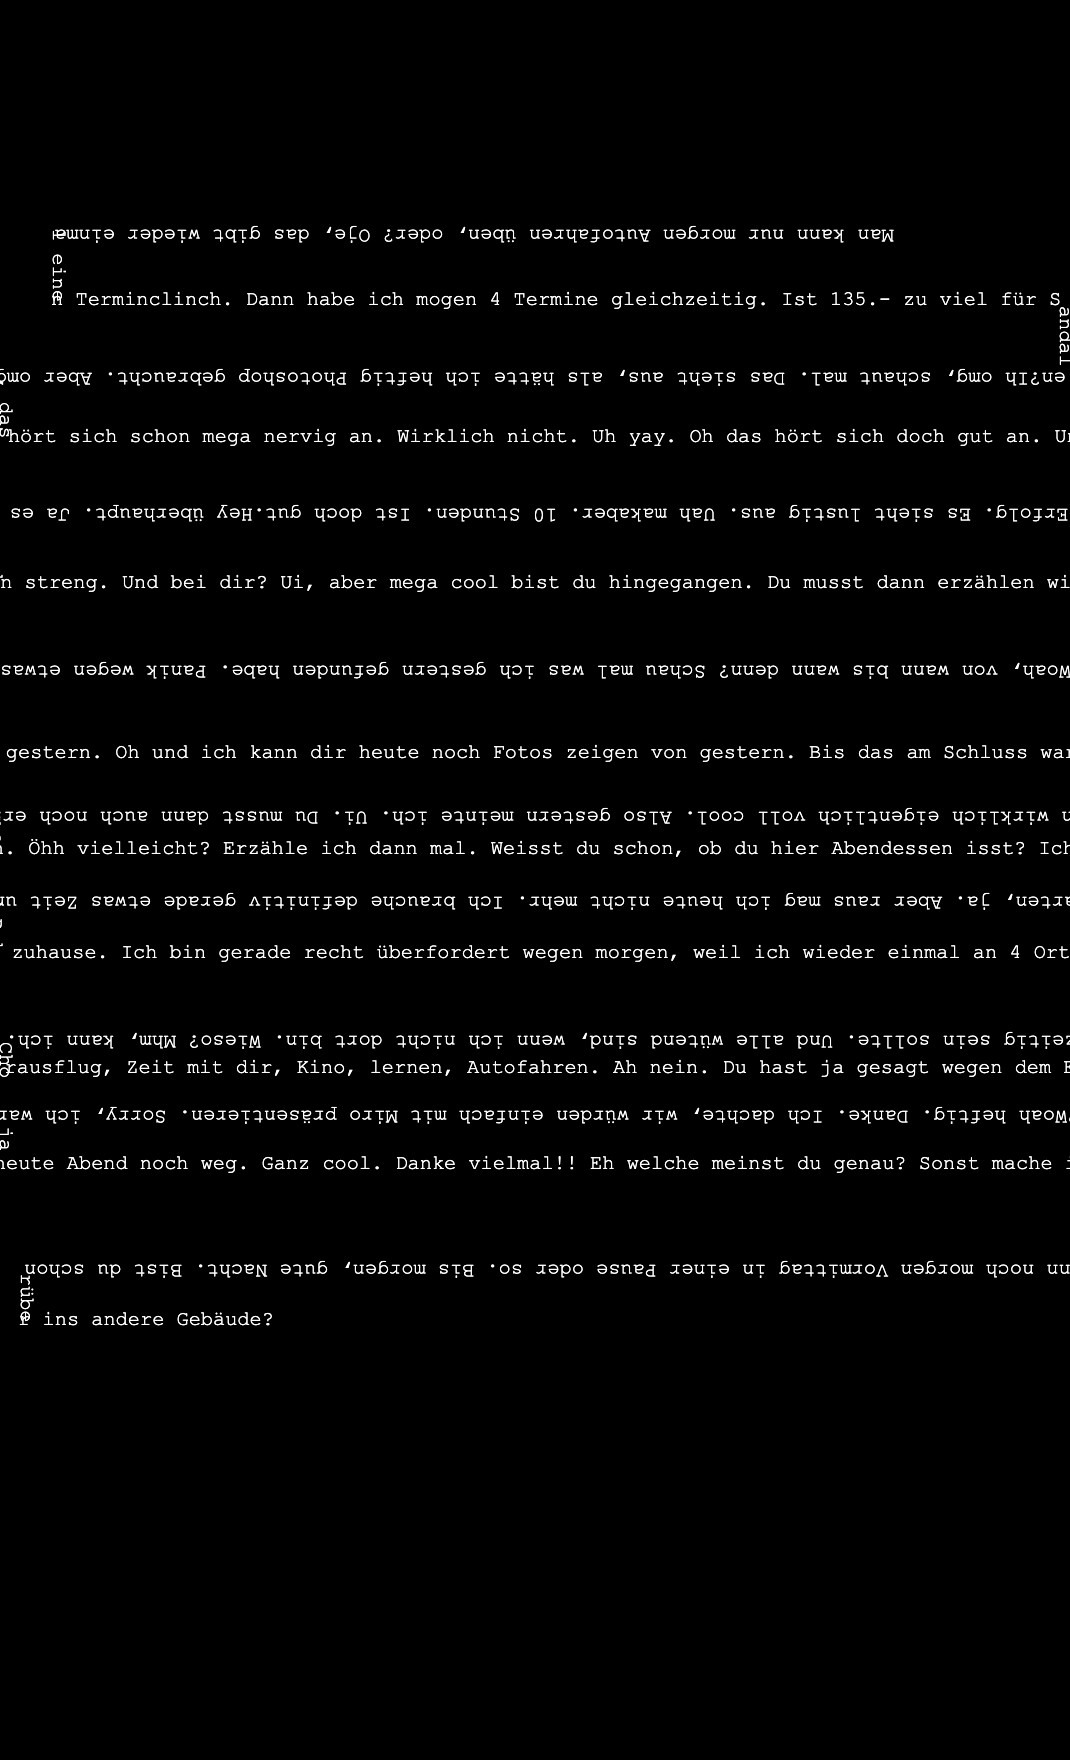 Man kann nur morgen Autofahren üben, oder? Oje, das gibt wieder einma
l eine
n Terminclinch. Dann habe ich mogen 4 Termine gleichzeitig. Ist 135.- zu viel für S
andal
en?Ih omg, schaut mal. Das sieht aus, als hätte ich heftig Photoshop gebraucht. Aber omg
das
hört sich schon mega nervig an. Wirklich nicht. Uh yay. Oh das hört sich doch gut an. Un
Erfolg. Es sieht lustig aus. Uah makaber. 10 Stunden. Ist doch gut.Hey überhaupt. Ja es
n streng. Und bei dir? Ui, aber mega cool bist du hingegangen. Du musst dann erzählen wi
Woah, von wann bis wann denn? Schau mal was ich gestern gefunden habe. Panik wegen etwas
gestern. Oh und ich kann dir heute noch Fotos zeigen von gestern. Bis das am Schluss war
n wirklich eigentlich voll cool. Also gestern meinte ich. Ui. Du musst dann auch noch er
n. Öhh vielleicht? Erzähle ich dann mal. Weisst du schon, ob du hier Abendessen isst? Ich
arten, ja. Aber raus mag ich heute nicht mehr. Ich brauche definitiv gerade etwas Zeit un
zuhause. Ich bin gerade recht überfordert wegen morgen, weil ich wieder einmal an 4 Ort
zeitig sein sollte. Und alle wütend sind, wenn ich nicht dort bin. Wieso? Mhm, kann ich.
Cho
rausflug, Zeit mit dir, Kino, lernen, Autofahren. Ah nein. Du hast ja gesagt wegen dem E
Woah heftig. Danke. Ich dachte, wir würden einfach mit Miro präsentieren. Sorry, ich war
ja
heute Abend noch weg. Ganz cool. Danke vielmal!! Eh welche meinst du genau? Sonst mache i
nn noch morgen Vormittag in einer Pause oder so. Bis morgen, gute Nacht. Bist du schon
rübe
r ins andere Gebäude?